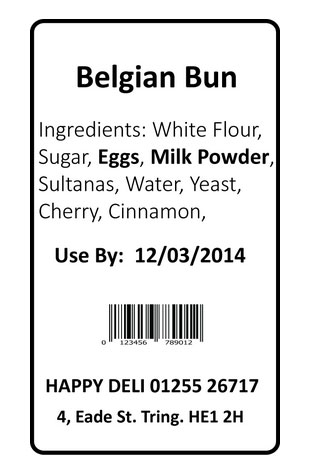 Belgian Bun
Ingredients: White Flour,
Sugar, Eggs, Milk Powder,
Sultanas, Water, Yeast,
Cherry, Cinnamon,
Use By: 12/03/2014
0 123456 789012
HAPPY DELI 01255 26717
4, Eade St. Tring. HE1 2H